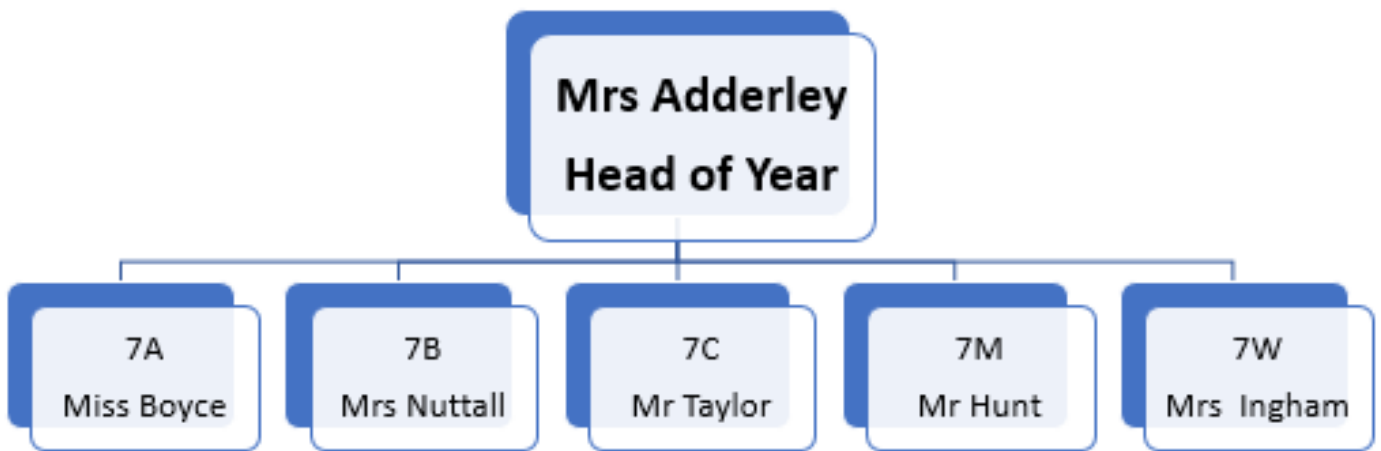 Mrs Adderley
Head of Year
7A
Miss Boyce
7B
Mrs Nuttall
7C
Mr Taylor
7M
Mr Hunt
7W
Mrs  Ingham